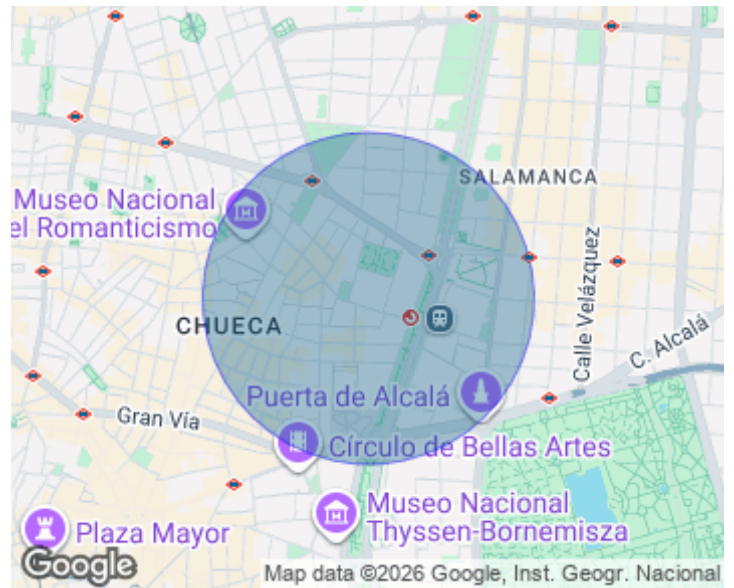 Museo Nacional
el Romanticismo
SALAMANCA
CHUECA
Calle Velázquez
C. Alcalá
Puerta de Alcalá
Gran Vía
Círculo de Bellas Artes
Museo Nacional
Thyssen-Bornemisza
Plaza Mayor
Google
Map data ©2026 Google, Inst. Geogr. Nacional